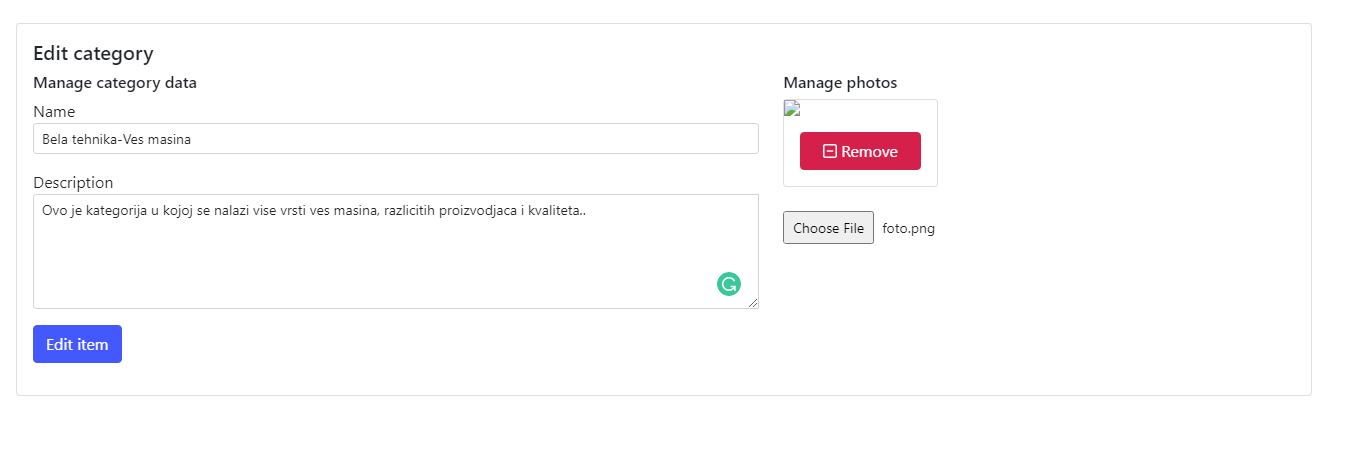 Edit category
Manage category data
Name
Bela tehnika-Ves masina
Description
Ovo je kategorija u kojoj se nalazi vise vrsti ves masina, razlicitih proizvodjaca i kvaliteta..
Edit item
Manage photos
Remove
Choose File foto.png